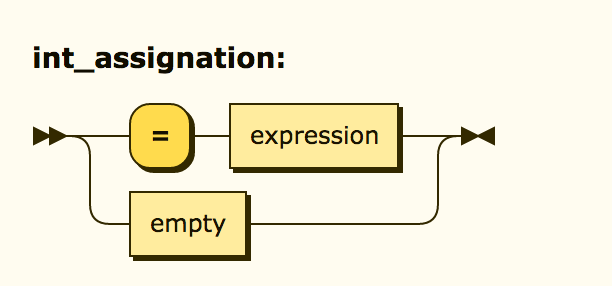 int_assignation:
= expression
empty